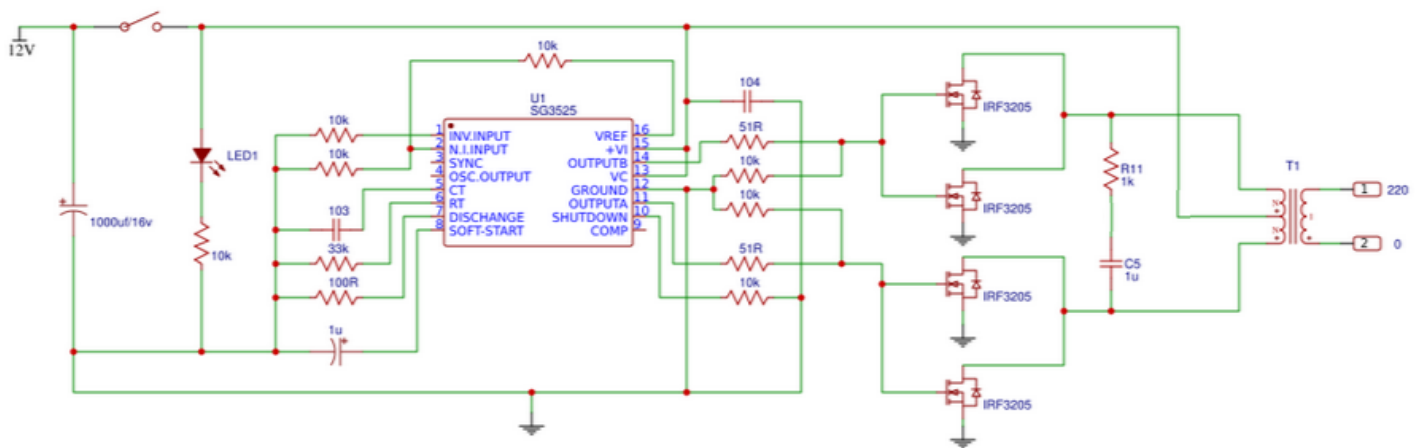 12V
1000uf/16v
LED1
10k
10k
10k
10k
103
33k
100R
1u
U1
SG3525
1 INV.INPUT
2 N.I.INPUT
3 SYNC
4 OSC.OUTPUT
5 CT
6 RT
7 DISCHANGE
8 SOFT-START
VREF 16
+VI 15
OUTPUTB 14
VC 13
GROUND 12
OUTPUTA 11
SHUTDOWN 10
COMP 9
104
51R
10k
10k
51R
10k
IRF3205
IRF3205
IRF3205
IRF3205
R11
1k
C5
1u
T1
1 220
2 0